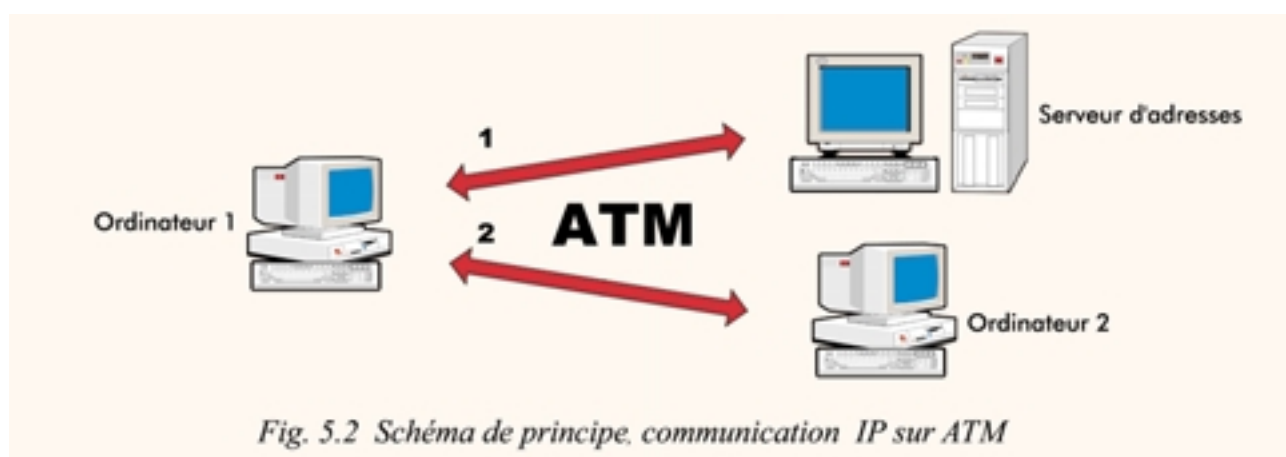 1
Serveur d'adresses
Ordinateur 1
2
ATM
Ordinateur 2
Fig. 5.2 Schéma de principe, communication IP sur ATM